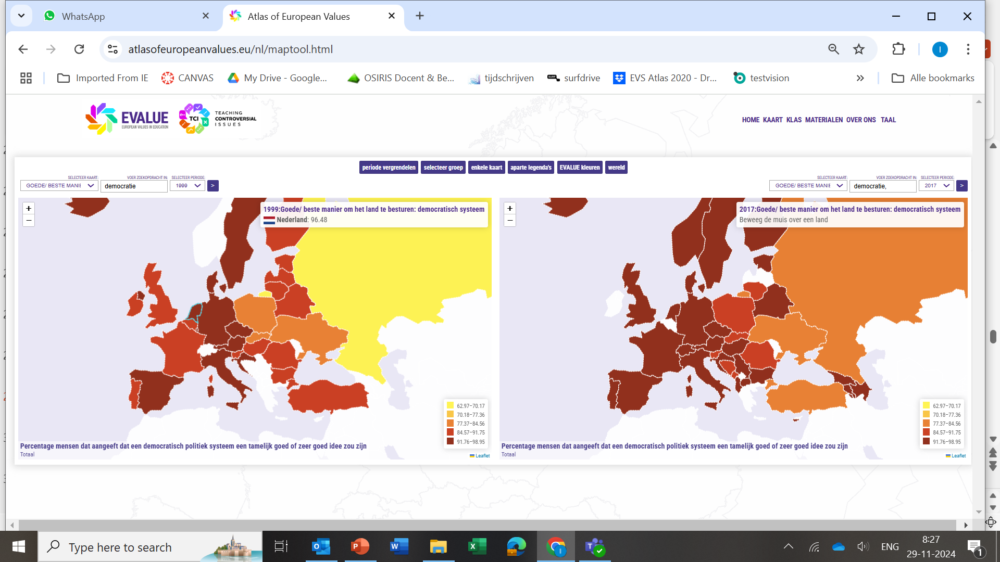 WhatsApp
Atlas of European Values
atlasofeuropeanvalues.eu/nl/maptool.html
I
Imported From IE
CANVAS
My Drive - Google...
OSIRIS Docent & Be...
tijdschrijven
SURF
surfdrive
EVS Atlas 2020 - Dr...
testvision
Alle bookmarks
EVALUE
EUROPEAN VALUES IN EDUCATION
TCI
TEACHING
CONTROVERSIAL
ISSUES
HOME KAART KLAS MATERIALEN OVER ONS TAAL
periode vergrendelen
selecteer groep
enkele kaart
aparte legenda's
EVALUE kleuren
wereld
SELECTEER KAART:
VOER ZOEKOPDRACHT IN:
SELECTEER PERIODE:
GOEDE/ BESTE MANIE
democratie
1999
>
SELECTEER KAART:
VOER ZOEKOPDRACHT IN:
SELECTEER PERIODE:
GOEDE/ BESTE MANIE
democratie,
2017
>
+
−
1999:Goede/ beste manier om het land te besturen: democratisch systeem
Nederland: 96.48
62.97–70.17
70.18–77.36
77.37–84.56
84.57–91.75
91.76–98.95
Percentage mensen dat aangeeft dat een democratisch politiek systeem een tamelijk goed of zeer goed idee zou zijn
Totaal
Leaflet
+
−
2017:Goede/ beste manier om het land te besturen: democratisch systeem
Beweeg de muis over een land
62.97–70.17
70.18–77.36
77.37–84.56
84.57–91.75
91.76–98.95
Percentage mensen dat aangeeft dat een democratisch politiek systeem een tamelijk goed of zeer goed idee zou zijn
Totaal
Leaflet
Type here to search
ENG
8:27
29-11-2024
1